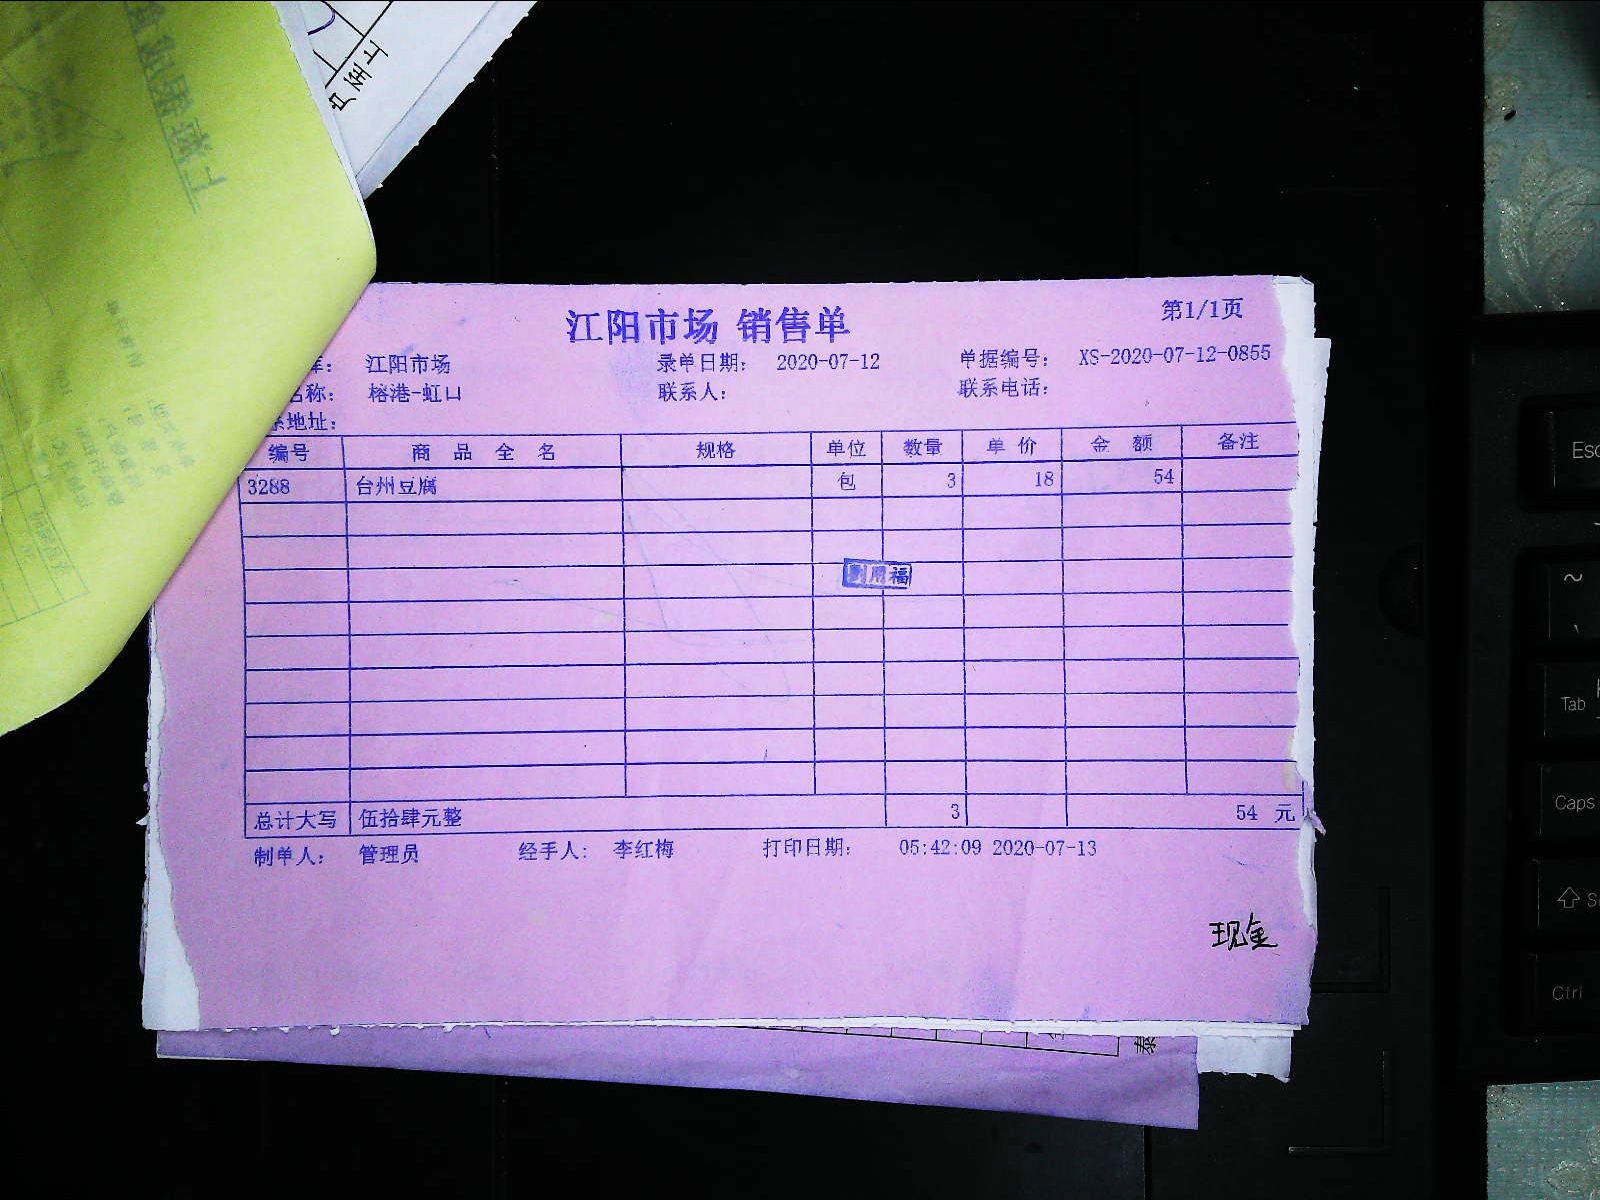 江阳市场 销售单
第1/1页
库: 江阳市场 录单日期: 2020-07-12 单据编号: XS-2020-07-12-0855
名称: 榕港-虹口 联系人: 联系电话:
地址:
编号 商品全名 规格 单位 数量 单价 金额 备注
3288 台州豆腐 包 3 18 54
用福
总计大写 伍拾肆元整 3 54 元
制单人: 管理员 经手人: 李红梅 打印日期: 05:42:09 2020-07-13
现金
Esc
~
Tab
Caps
Ctrl